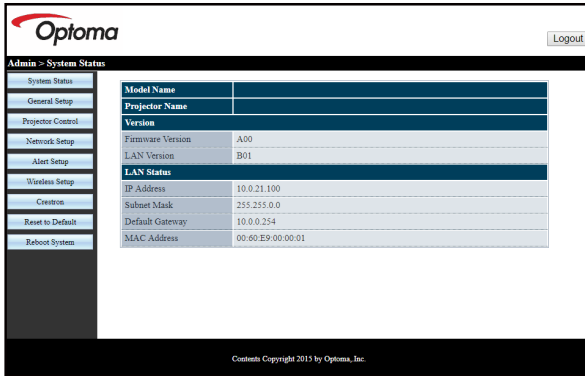 Optoma
Logout
Admin > System Status
System Status
General Setup
Projector Control
Network Setup
Alert Setup
Wireless Setup
Crestron
Reset to Default
Reboot System
Model Name
Projector Name
Version
Firmware Version A00
LAN Version B01
LAN Status
IP Address 10.0.21.100
Subnet Mask 255.255.0.0
Default Gateway 10.0.0.254
MAC Address 00:60:E9:00:00:01
Contents Copyright 2015 by Optoma, Inc.